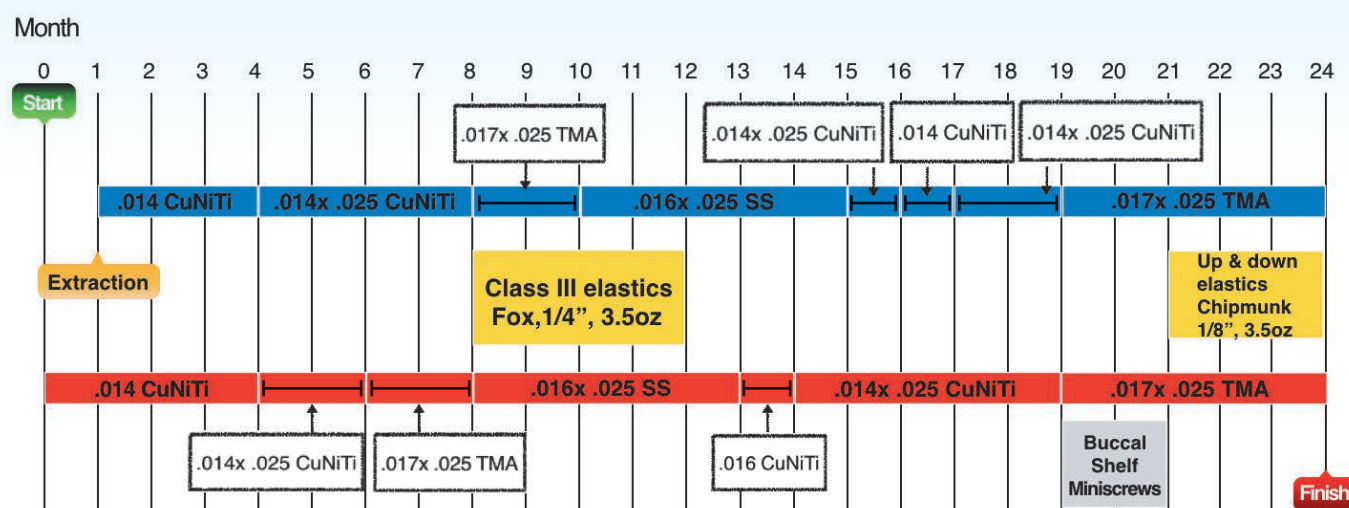 Month
0 1 2 3 4 5 6 7 8 9 10 11 12 13 14 15 16 17 18 19 20 21 22 23 24
Start
.017x .025 TMA
.014x .025 CuNiTi
.014 CuNiTi
.014x .025 CuNiTi
.014 CuNiTi
.014x .025 CuNiTi
.016x .025 SS
.017x .025 TMA
Extraction
Class III elastics
Fox,1/4”, 3.5oz
Up & down
elastics
Chipmunk
1/8”, 3.5oz
.014 CuNiTi
.016x .025 SS
.014x .025 CuNiTi
.017x .025 TMA
.014x .025 CuNiTi
.017x .025 TMA
.016 CuNiTi
Buccal
Shelf
Miniscrews
Finish